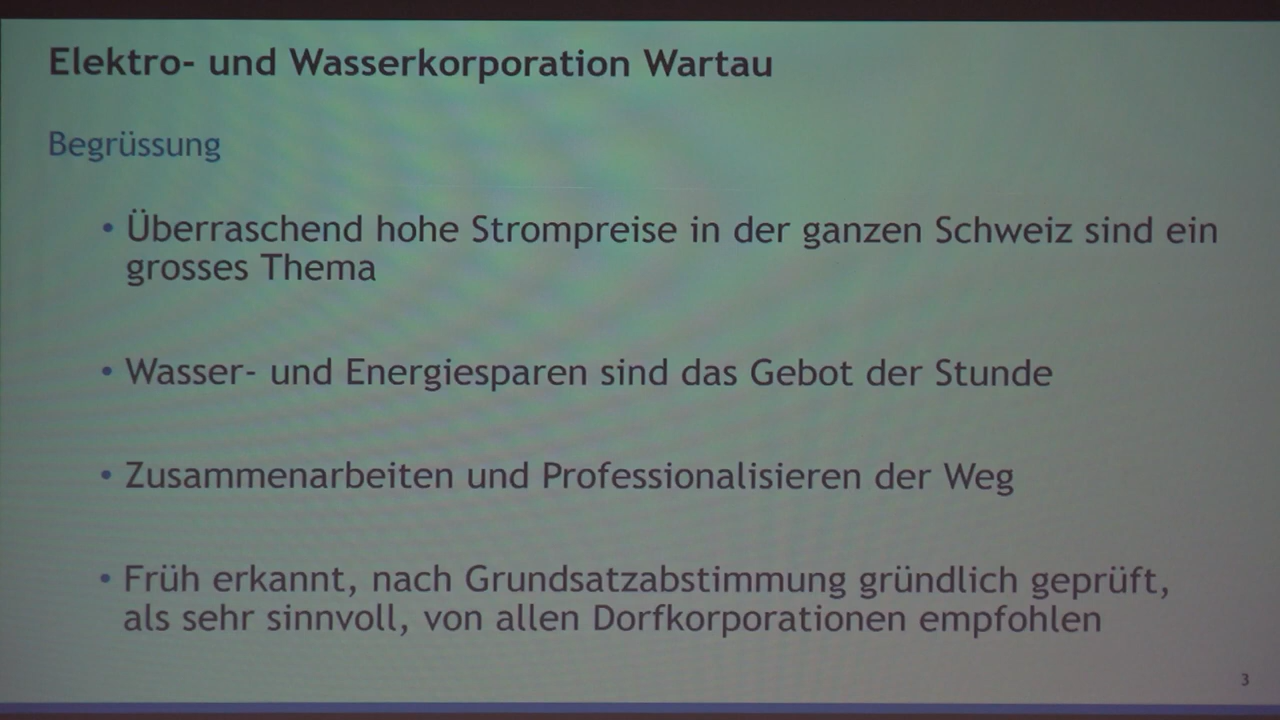 Elektro- und Wasserkorporation Wartau
Begrüssung
• Überraschend hohe Strompreise in der ganzen Schweiz sind ein
grosses Thema
• Wasser- und Energiesparen sind das Gebot der Stunde
• Zusammenarbeiten und Professionalisieren der Weg
• Früh erkannt, nach Grundsatzabstimmung gründlich geprüft,
als sehr sinnvoll, von allen Dorfkorporationen empfohlen
3